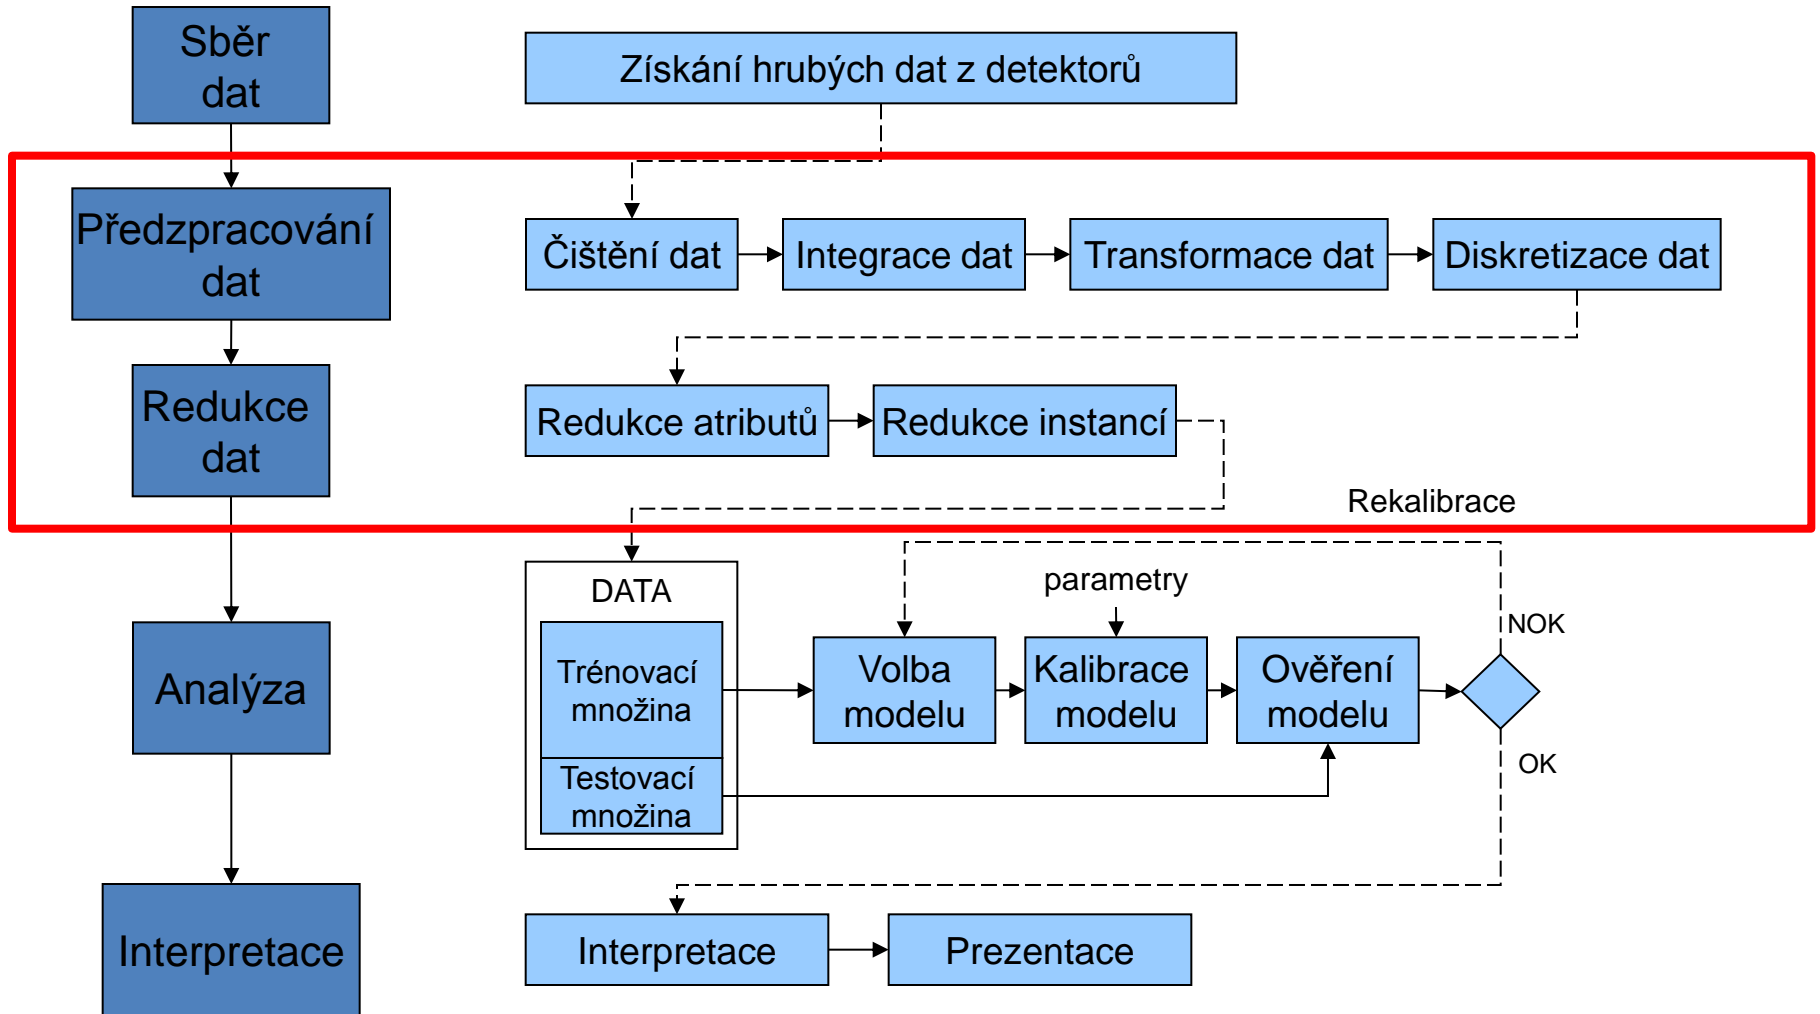 Sběr
dat
Získání hrubých dat z detektorů
Předzpracování
dat
Čištění dat
Integrace dat
Transformace dat
Diskretizace dat
Redukce
dat
Redukce atributů
Redukce instancí
Rekalibrace
DATA
parametry
NOK
Analýza
Trénovací
množina
Volba
modelu
Kalibrace
modelu
Ověření
modelu
OK
Testovací
množina
Interpretace
Interpretace
Prezentace